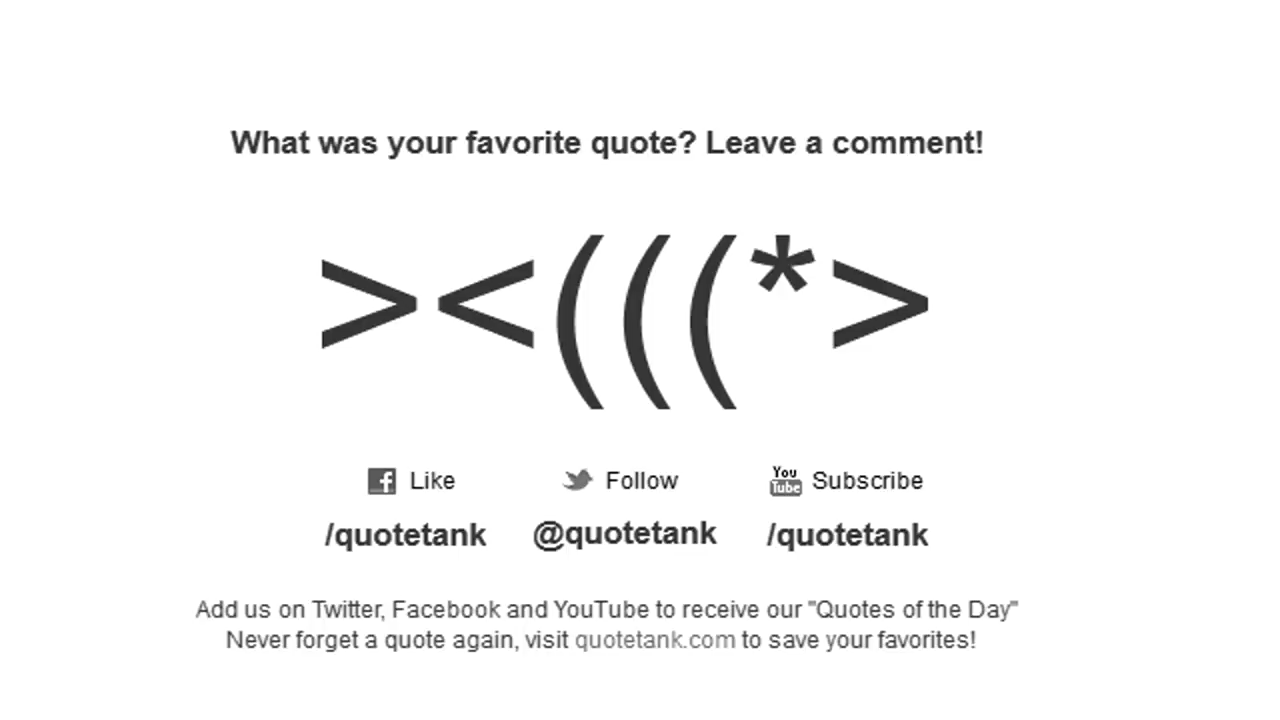 What was your favorite quote? Leave a comment!
><(((*>
f Like Follow You Tube Subscribe
/quotetank @quotetank /quotetank
Add us on Twitter, Facebook and YouTube to receive our "Quotes of the Day"
Never forget a quote again, visit quotetank.com to save your favorites!